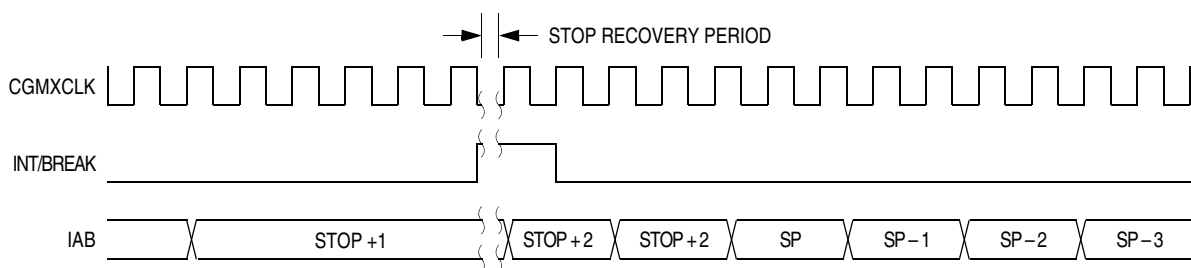 STOP RECOVERY PERIOD
CGMXCLK
INT/BREAK
IAB STOP +1 STOP + 2 STOP + 2 SP SP – 1 SP – 2 SP – 3